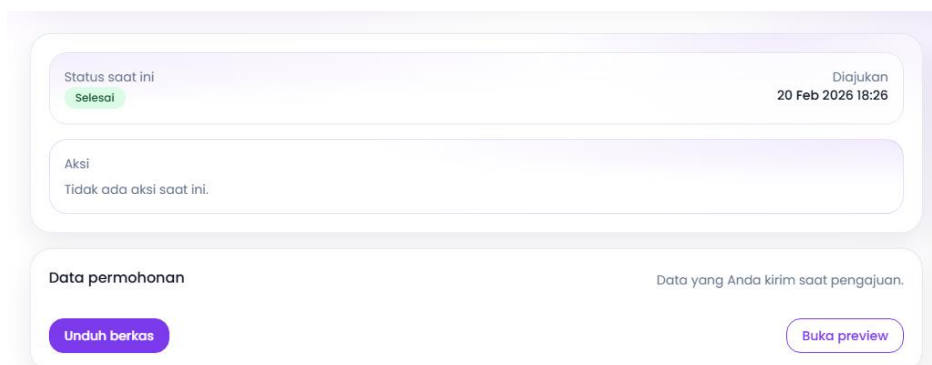 Status saat ini
Selesai
Diajukan
20 Feb 2026 18:26
Aksi
Tidak ada aksi saat ini.
Data permohonan
Data yang Anda kirim saat pengajuan.
Unduh berkas
Buka preview